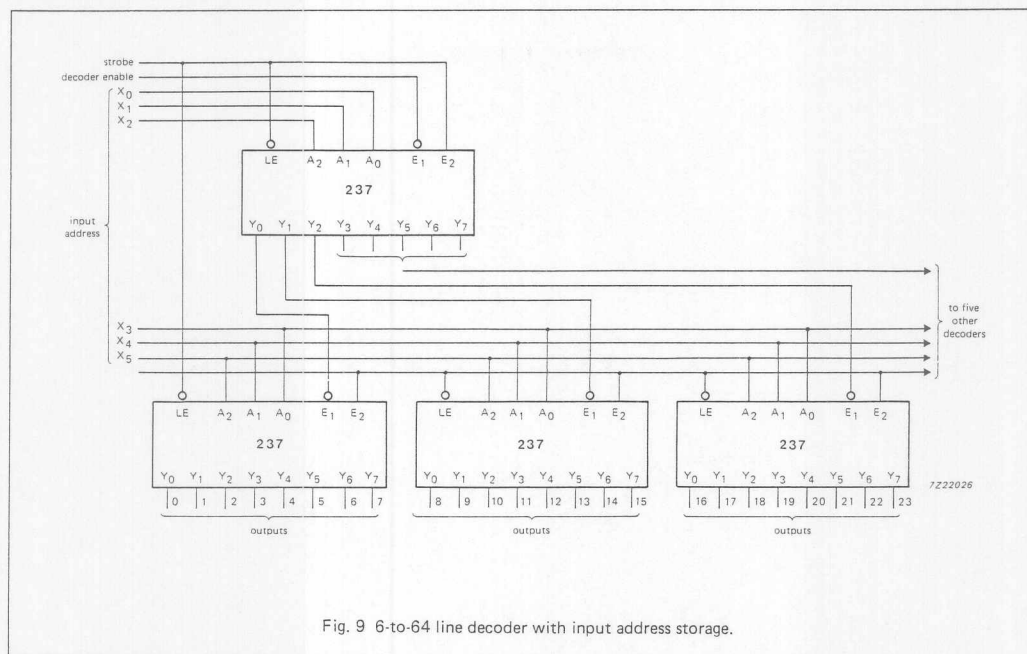 strobe
decoder enable
X0
X1
X2
LE A2 A1 A0 E1 E2
237
Y0 Y1 Y2 Y3 Y4 Y5 Y6 Y7
input
address
to five
other
decoders
X3
X4
X5
LE A2 A1 A0 E1 E2
237
Y0 Y1 Y2 Y3 Y4 Y5 Y6 Y7
0 1 2 3 4 5 6 7
outputs
LE A2 A1 A0 E1 E2
237
Y0 Y1 Y2 Y3 Y4 Y5 Y6 Y7
8 9 10 11 12 13 14 15
outputs
LE A2 A1 A0 E1 E2
237
Y0 Y1 Y2 Y3 Y4 Y5 Y6 Y7
16 17 18 19 20 21 22 23
outputs
7Z22026
Fig. 9 6-to-64 line decoder with input address storage.